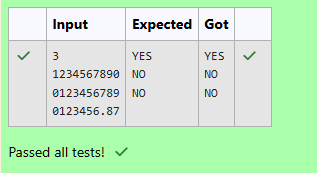 Input Expected Got
3 YES YES
1234567890 NO NO
0123456789 NO NO
0123456.87
Passed all tests!